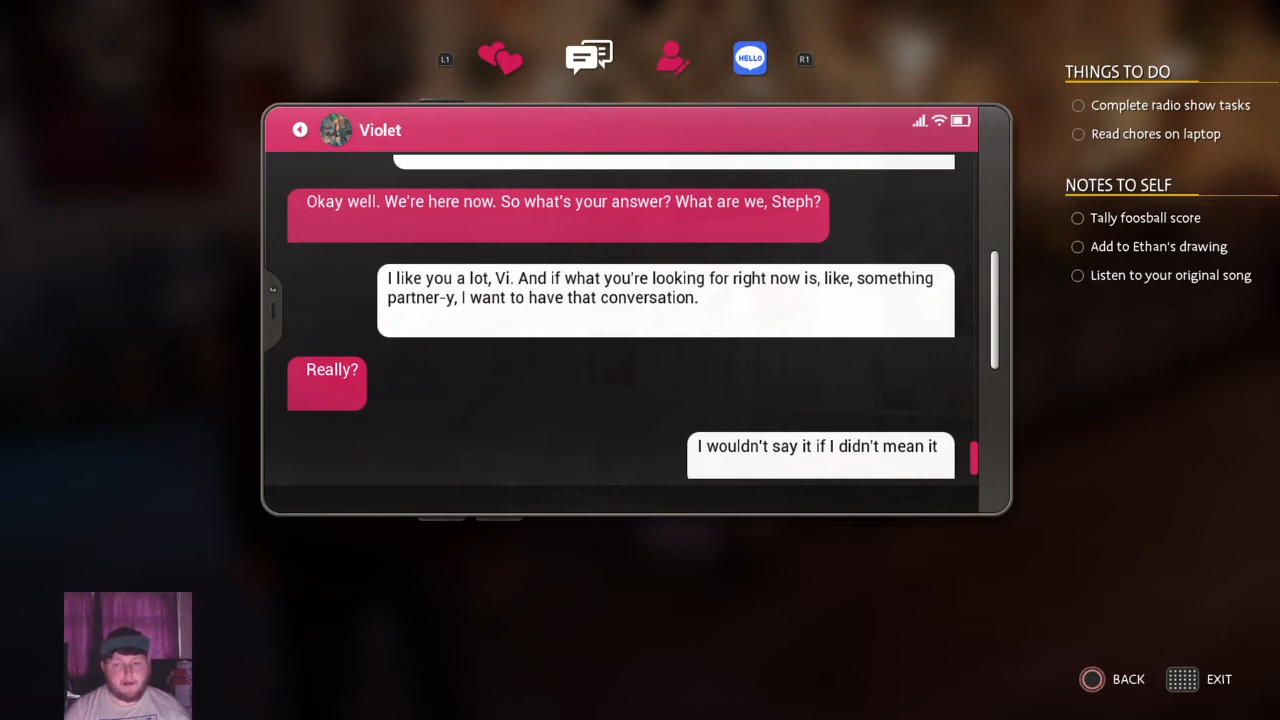 L1
HELLO
R1
Violet
Okay well. We're here now. So what's your answer? What are we, Steph?
I like you a lot, Vi. And if what you're looking for right now is, like, something
partner-y, I want to have that conversation.
Really?
I wouldn't say it if I didn't mean it
THINGS TO DO
Complete radio show tasks
Read chores on laptop
NOTES TO SELF
Tally foosball score
Add to Ethan's drawing
Listen to your original song
BACK
EXIT